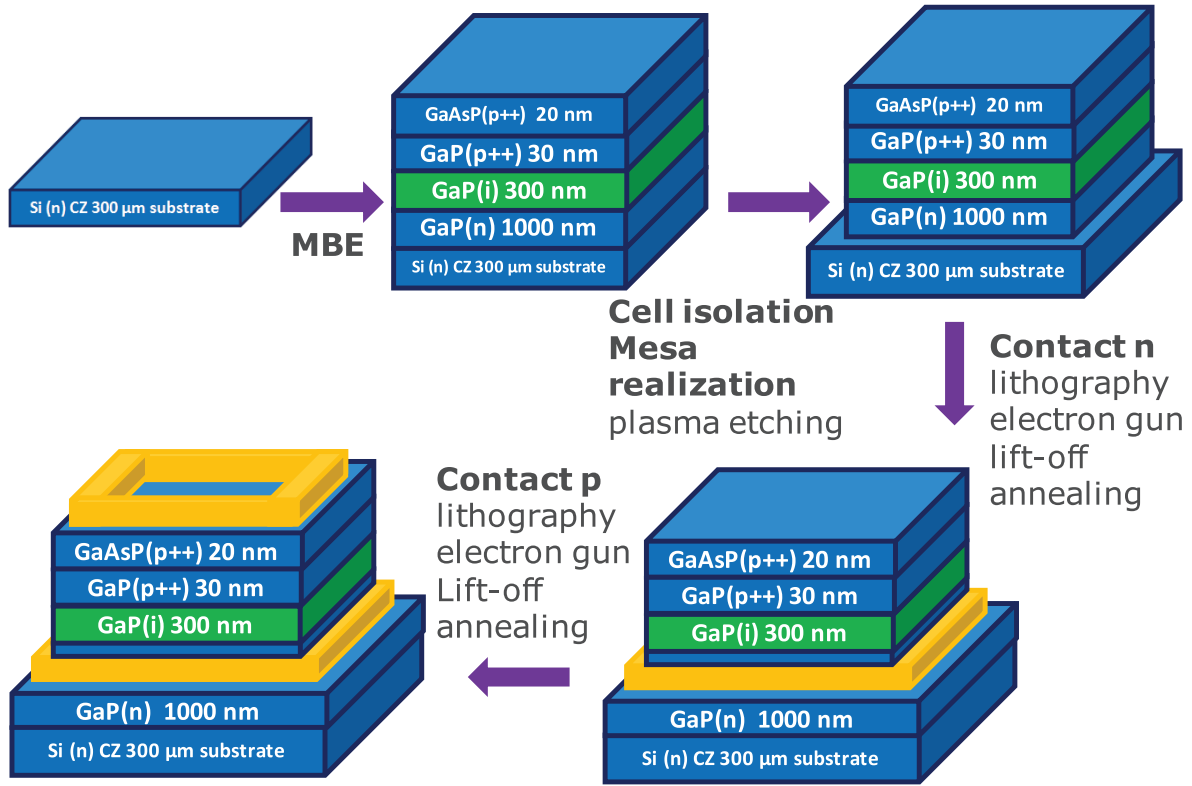 Si (n) CZ 300 µm substrate
MBE
GaAsP(p++) 20 nm
GaP(p++) 30 nm
GaP(i) 300 nm
GaP(n) 1000 nm
Si (n) CZ 300 µm substrate
Cell isolation
Mesa
realization
plasma etching
GaAsP(p++) 20 nm
GaP(p++) 30 nm
GaP(i) 300 nm
GaP(n) 1000 nm
Si (n) CZ 300 µm substrate
Contact n
lithography
electron gun
lift-off
annealing
GaAsP(p++) 20 nm
GaP(p++) 30 nm
GaP(i) 300 nm
GaP(n) 1000 nm
Si (n) CZ 300 µm substrate
Contact p
lithography
electron gun
Lift-off
annealing
GaAsP(p++) 20 nm
GaP(p++) 30 nm
GaP(i) 300 nm
GaP(n) 1000 nm
Si (n) CZ 300 µm substrate